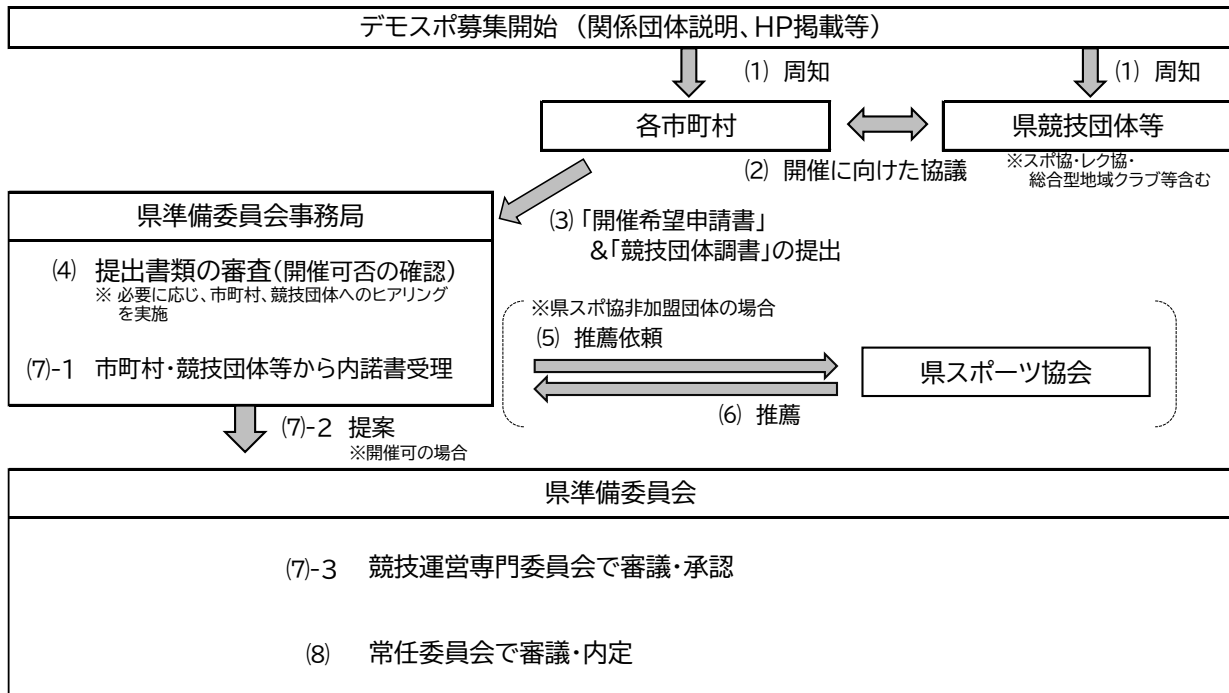 デモスポ募集開始 （関係団体説明、HP掲載等）
⑴ 周知
⑴ 周知
各市町村
県競技団体等
⑵ 開催に向けた協議
※スポ協・レク協・
総合型地域クラブ等含む
⑶ 「開催希望申請書」
＆「競技団体調書」の提出
県準備委員会事務局
⑷ 提出書類の審査（開催可否の確認）
※ 必要に応じ、市町村、競技団体へのヒアリング
を実施
⑺-1 市町村・競技団体等から内諾書受理
※県スポ協非加盟団体の場合
⑸ 推薦依頼
県スポーツ協会
⑹ 推薦
⑺-2 提案
※開催可の場合
県準備委員会
⑺-3 競技運営専門委員会で審議・承認
⑻ 常任委員会で審議・内定